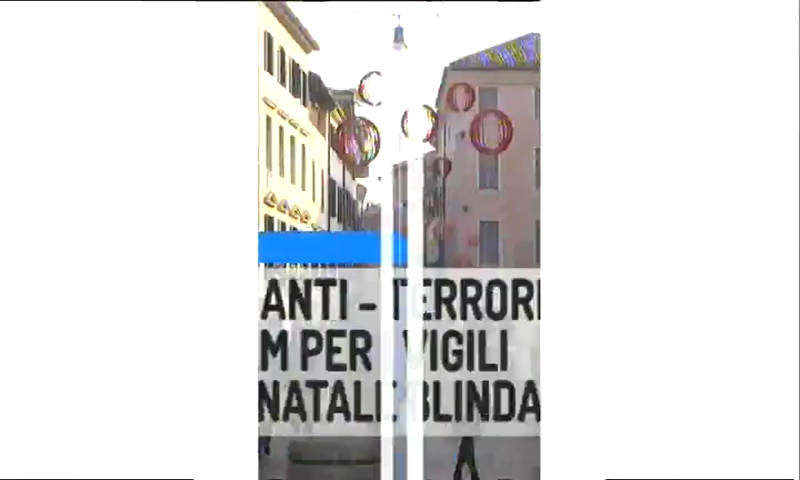 ANTI - TERRORI
M PER VIGILI
NATALE BLINDA